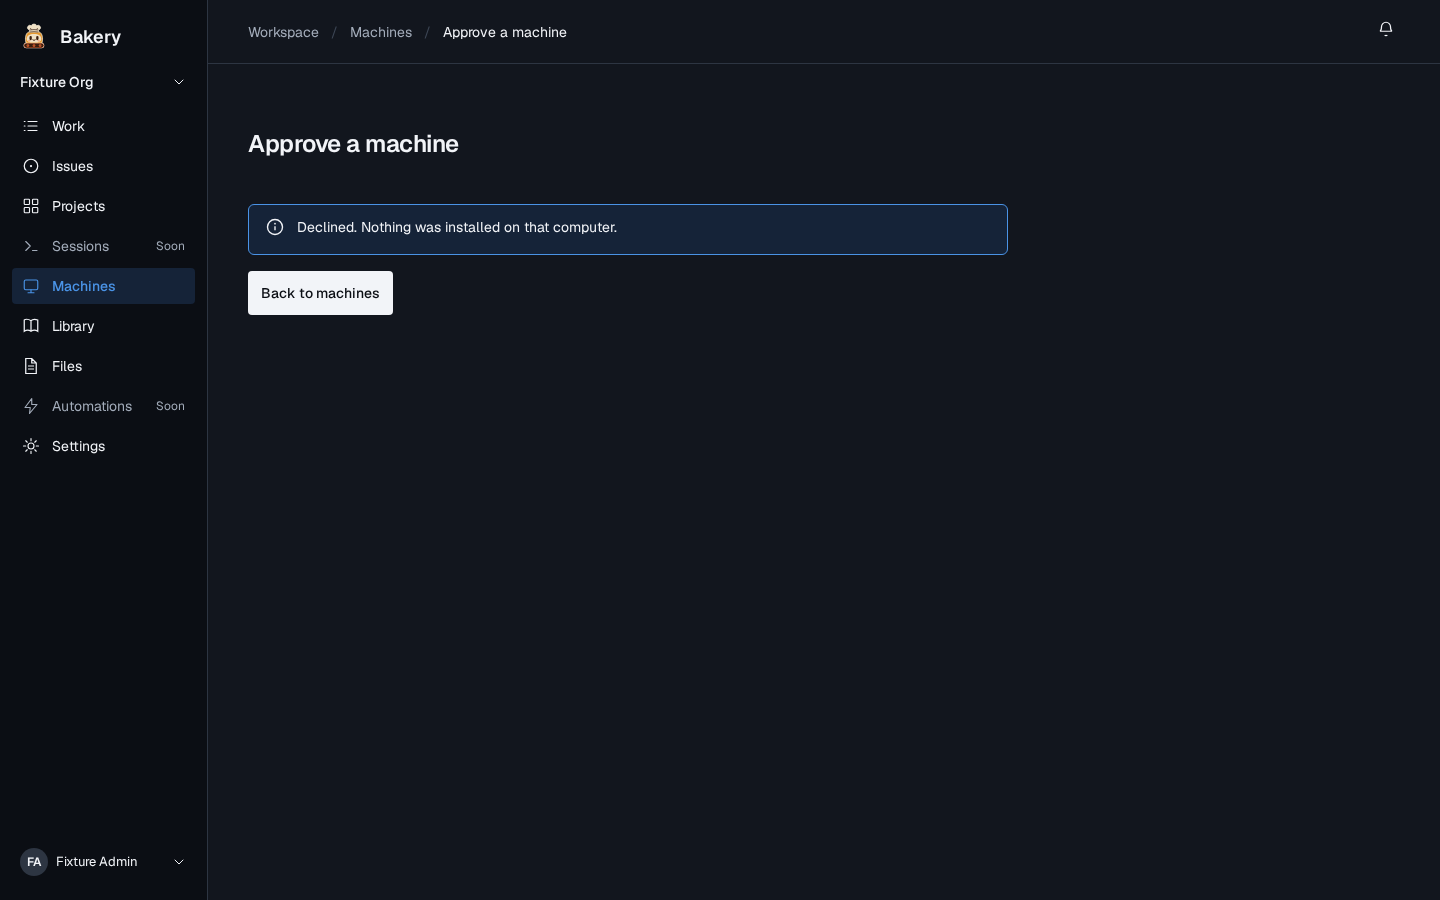 Bakery
Fixture Org
Work
Issues
Projects
Sessions Soon
Machines
Library
Files
Automations Soon
Settings
FA Fixture Admin
Workspace / Machines / Approve a machine
Approve a machine
Declined. Nothing was installed on that computer.
Back to machines